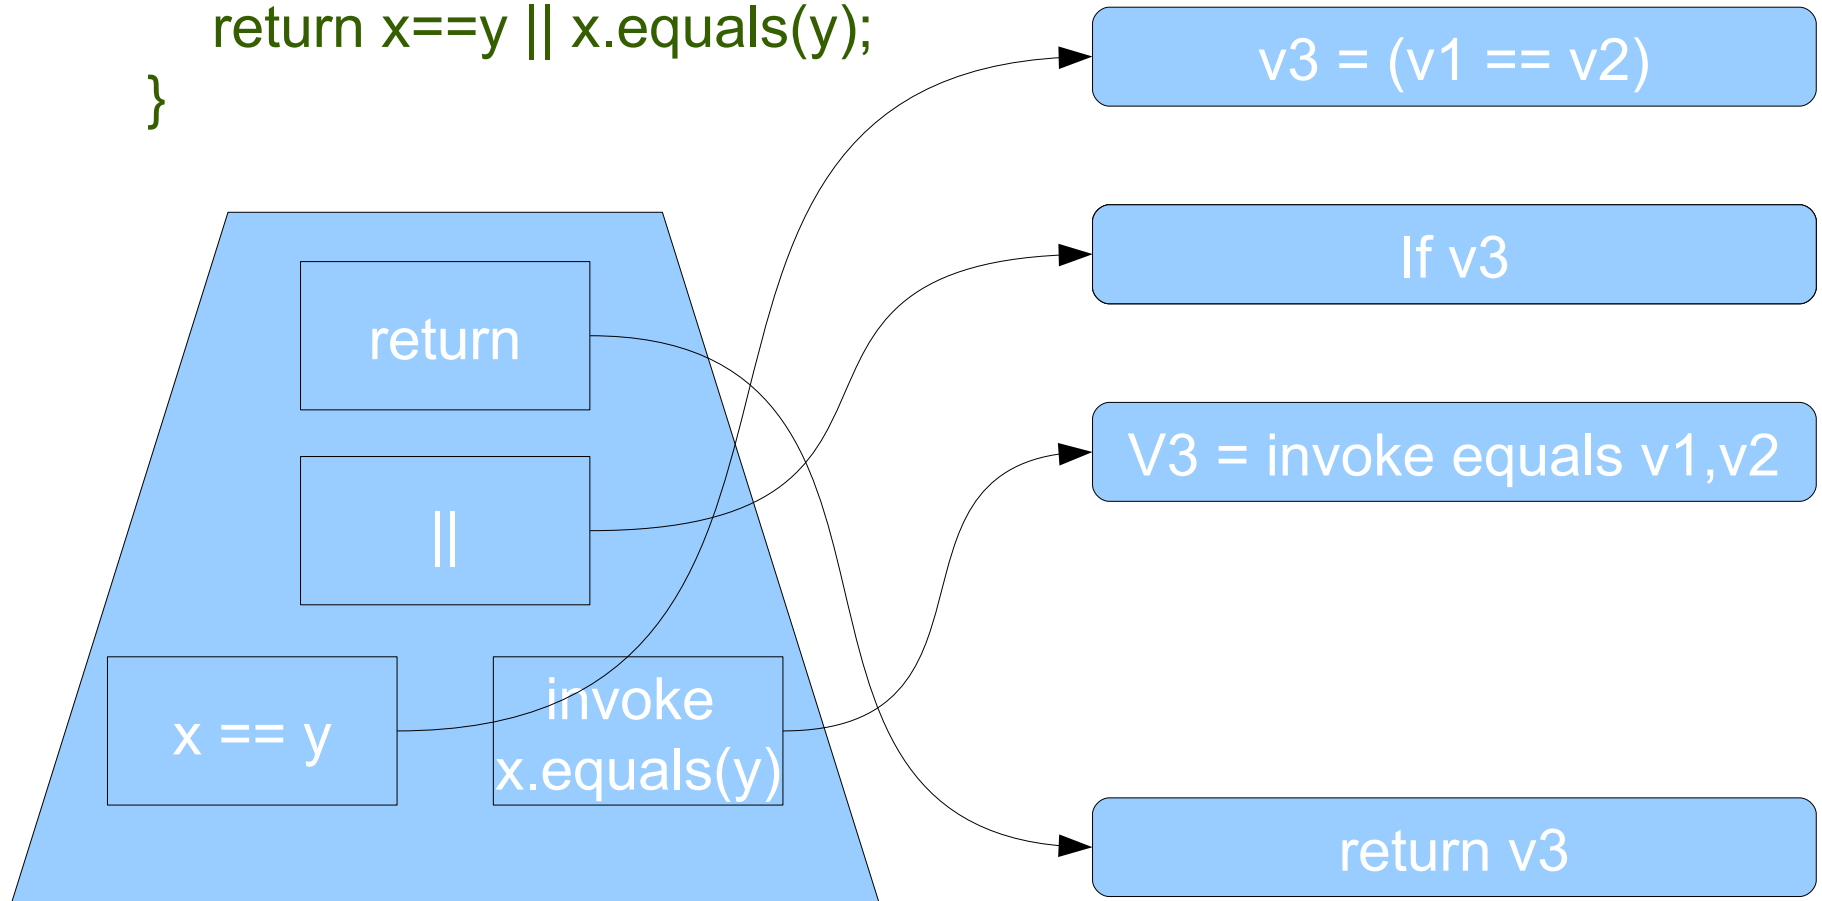 return x==y || x.equals(y);
}
return
||
x == y
invoke
x.equals(y)
v3 = (v1 == v2)
If v3
V3 = invoke equals v1,v2
return v3